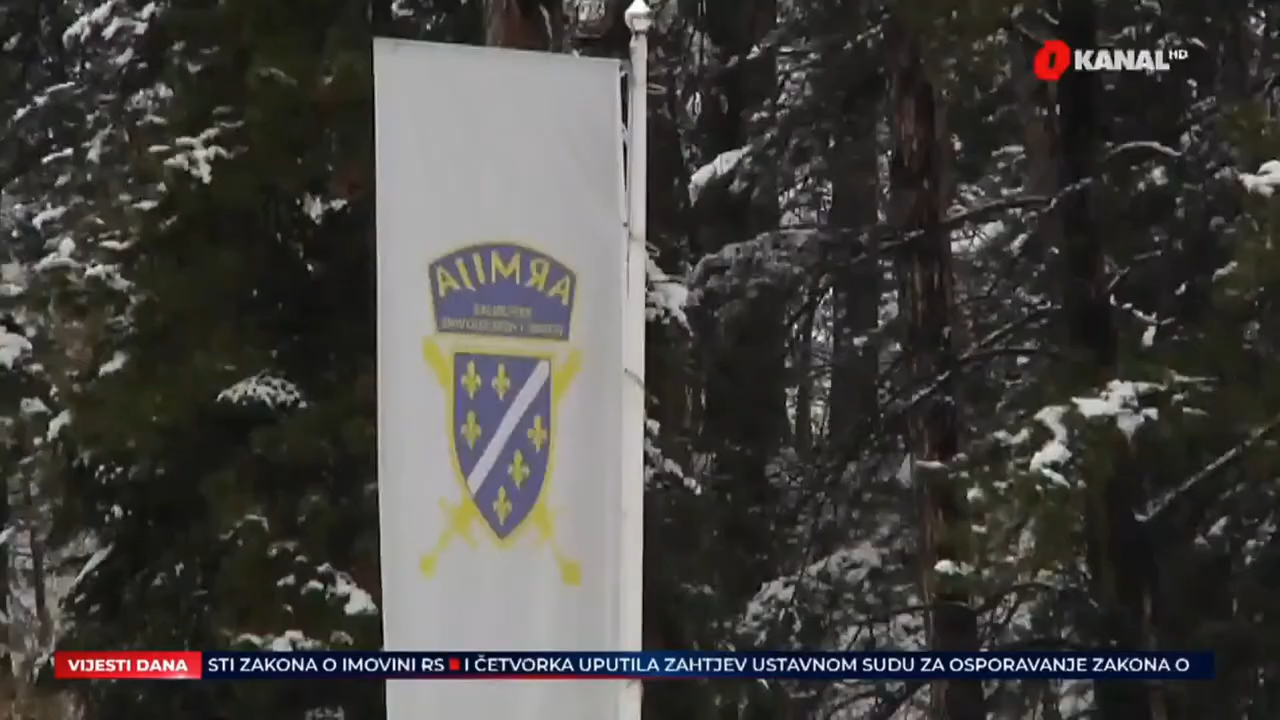 O KANAL HD
ARMIJA
VIJESTI DANA
STI ZAKONA O IMOVINI RS ■ I ČETVORKA UPUTILA ZAHTJEV USTAVNOM SUDU ZA OSPORAVANJE ZAKONA O